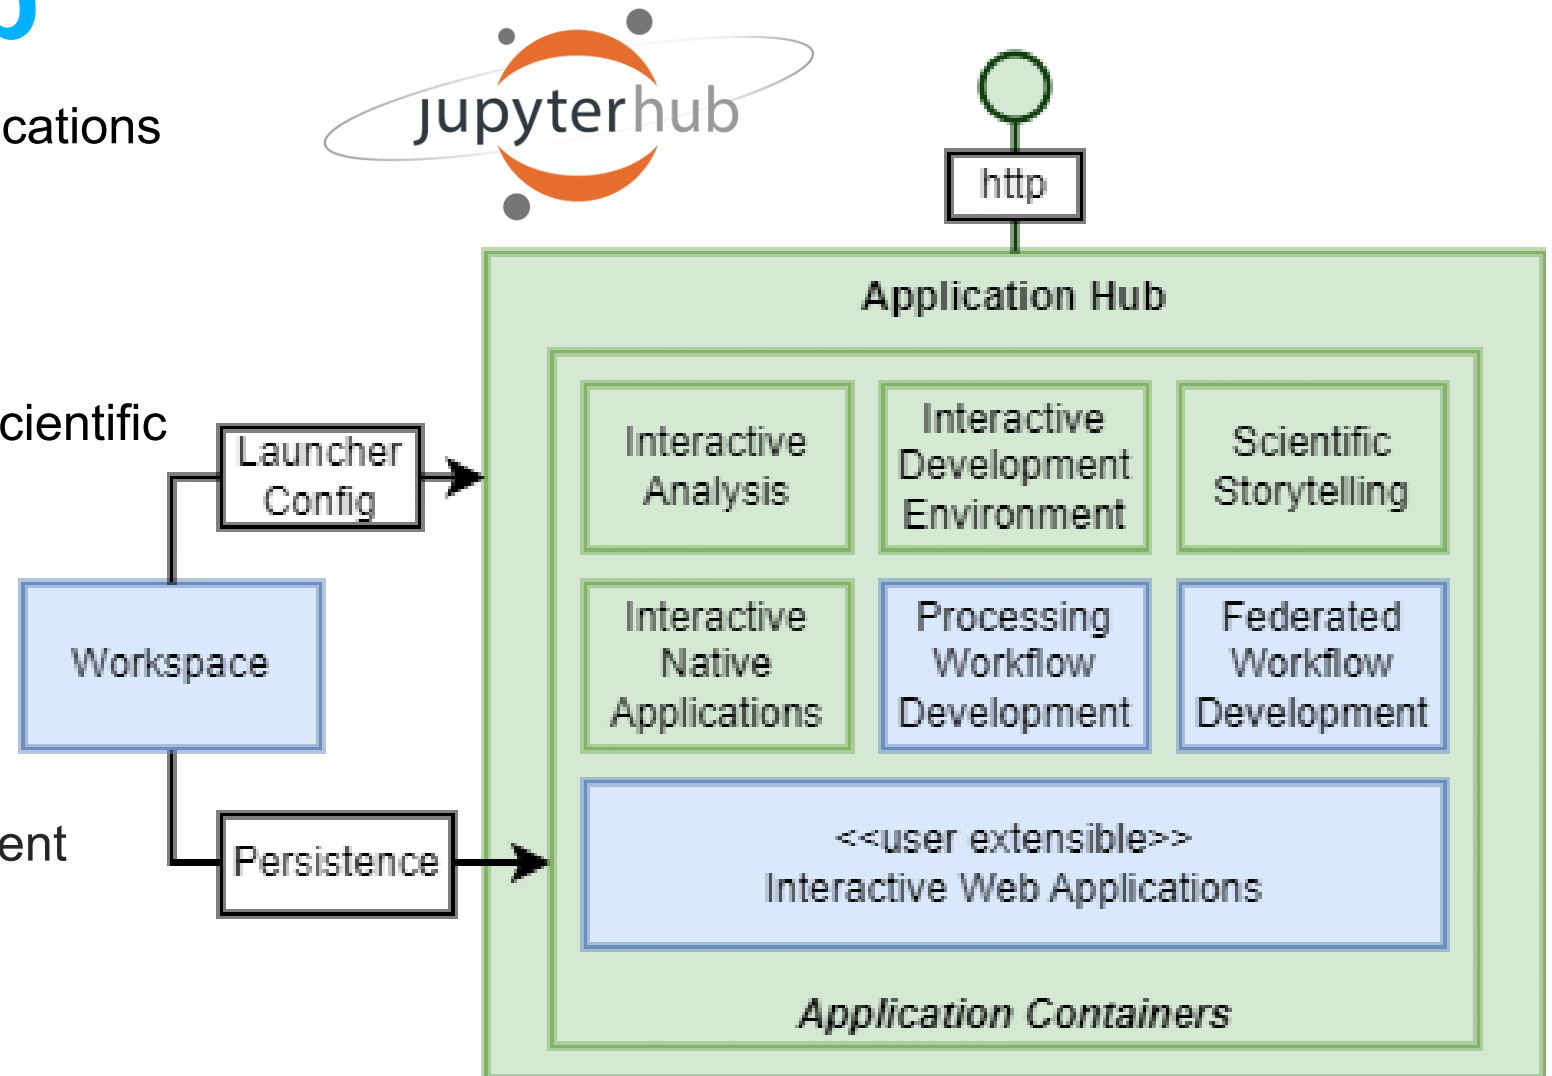 b
ications
jupyterhub
http
Application Hub
cientific
Launcher
Config
Interactive
Analysis
Interactive
Development
Environment
Scientific
Storytelling
Workspace
Interactive
Native
Applications
Processing
Workflow
Development
Federated
Workflow
Development
ent
Persistence
<<user extensible>>
Interactive Web Applications
Application Containers